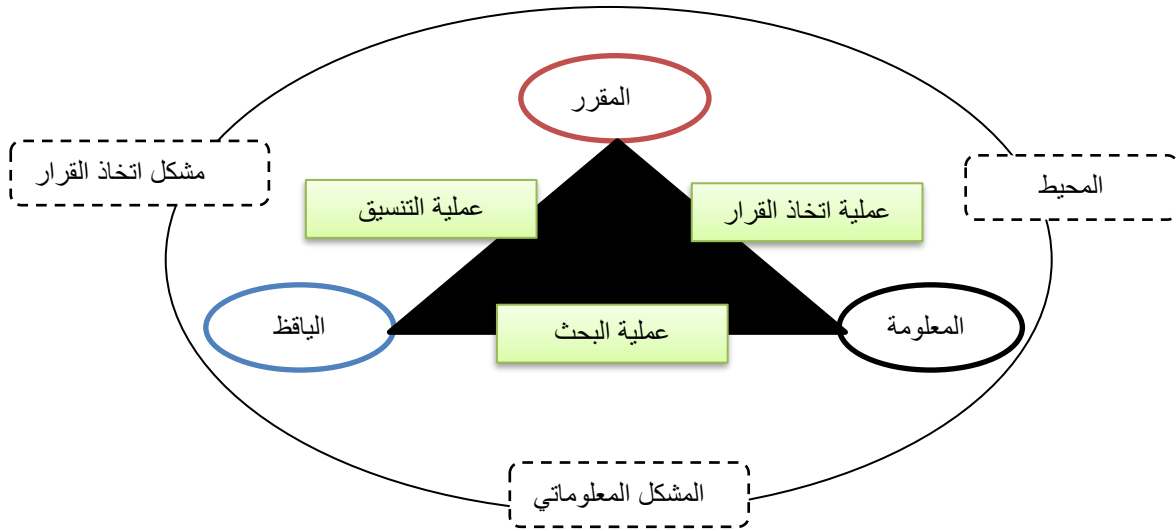 المقرر
مشكل اتخاذ القرار
المحيط
عملية اتخاذ القرار
عملية التنسيق
المعلومة
الياقظ
عملية البحث
المشكل المعلوماتي